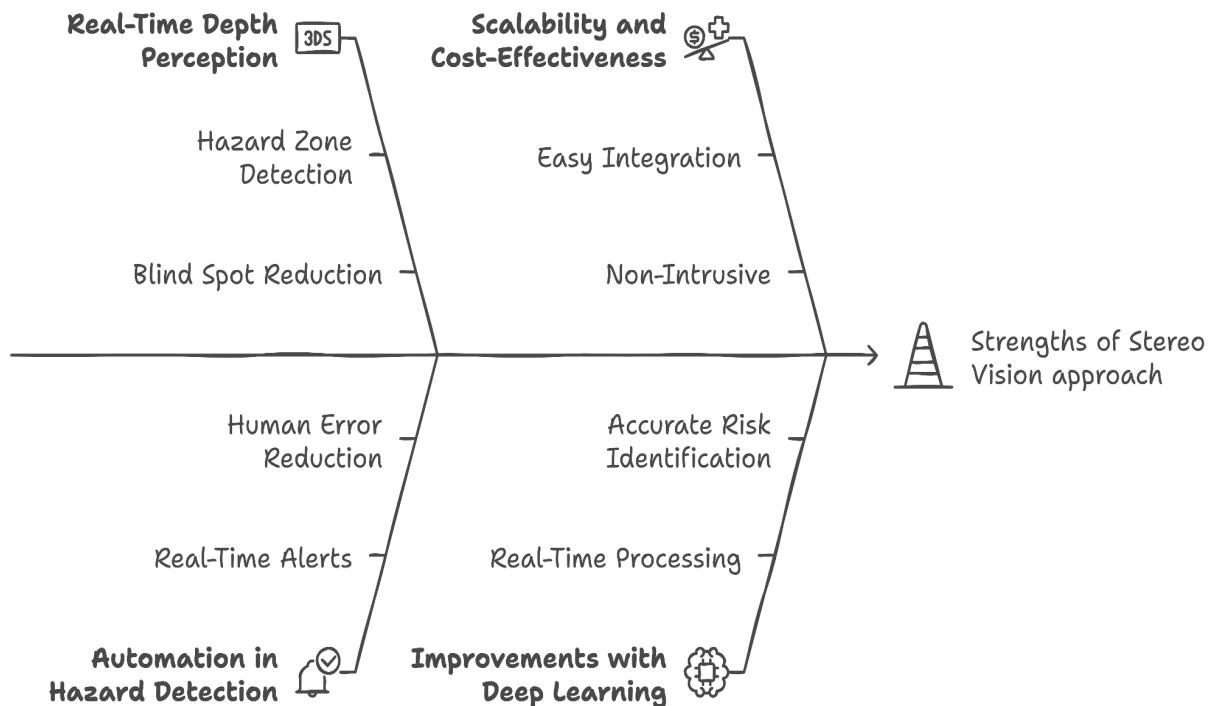 Real-Time Depth
Perception
3DS
Hazard Zone
Detection
Blind Spot Reduction
Scalability and
Cost-Effectiveness
$
Easy Integration
Non-Intrusive
Strengths of Stereo
Vision approach
Human Error
Reduction
Real-Time Alerts
Automation in
Hazard Detection
Accurate Risk
Identification
Real-Time Processing
Improvements with
Deep Learning